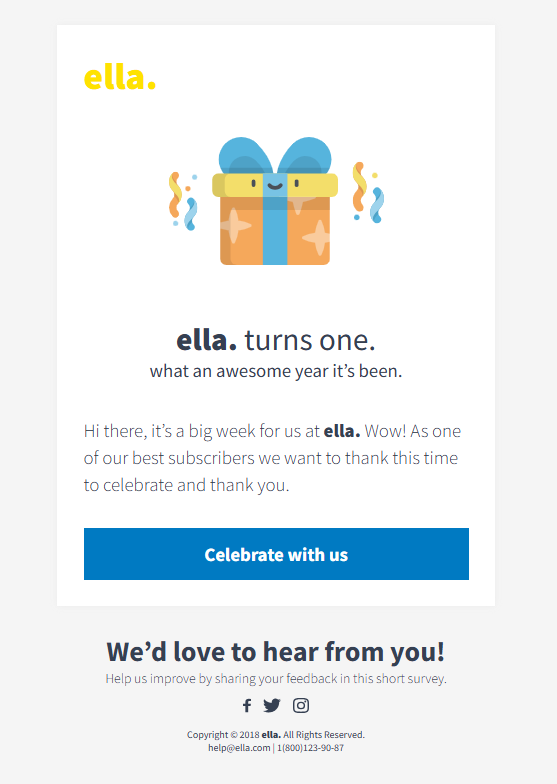 ella.
ella. turns one.
what an awesome year it’s been.
Hi there, it’s a big week for us at ella. Wow! As one
of our best subscribers we want to thank this time
to celebrate and thank you.
Celebrate with us
We’d love to hear from you!
Help us improve by sharing your feedback in this short survey.
Copyright © 2018 ella. All Rights Reserved.
help@ella.com | 1(800)123-90-87